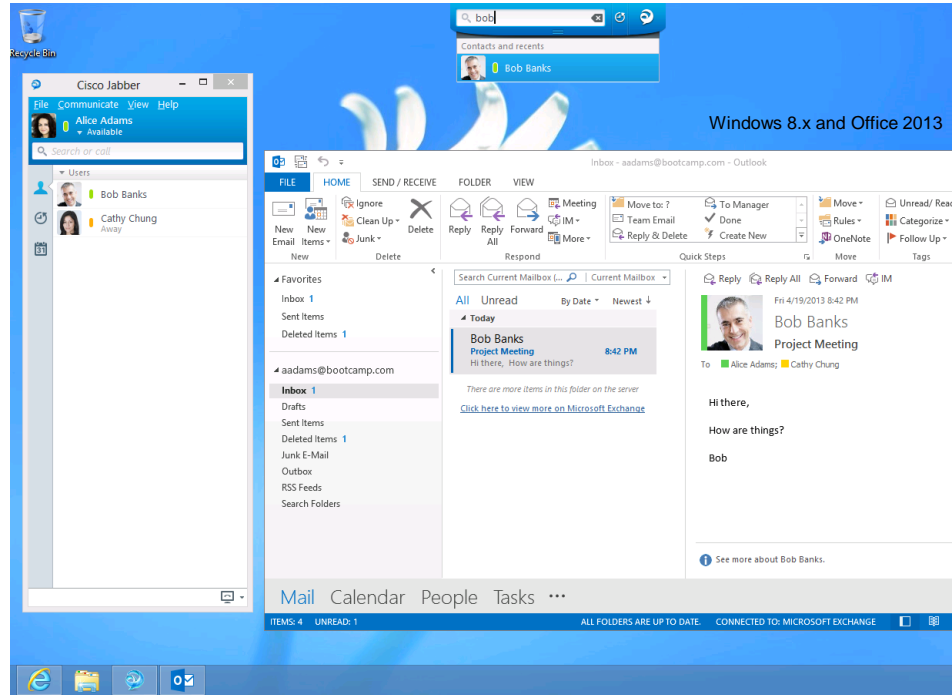 bob
Contacts and recents
Bob Banks
Recycle Bin
Windows 8.x and Office 2013
Cisco Jabber
File Communicate View Help
Alice Adams
Available
Search or call
Users
Bob Banks
Cathy Chung
Away
31
Inbox - aadams@bootcamp.com - Outlook
FILE HOME SEND / RECEIVE FOLDER VIEW
New Email
New Items
New
Ignore
Clean Up
Junk
Delete
Delete
Reply
Reply All
Forward
Meeting
IM
More
Respond
Move to: ?
Team Email
Reply & Delete
To Manager
Done
Create New
Quick Steps
Move
Rules
OneNote
Move
Unread/ Read
Categorize
Follow Up
Tags
Favorites
Inbox 1
Sent Items
Deleted Items 1
aadams@bootcamp.com
Inbox 1
Drafts
Sent Items
Deleted Items 1
Junk E-Mail
Outbox
RSS Feeds
Search Folders
Search Current Mailbox (... Current Mailbox
All Unread By Date Newest ↓
Today
Bob Banks
Project Meeting 8:42 PM
Hi there, How are things?
There are more items in this folder on the server
Click here to view more on Microsoft Exchange
Reply Reply All Forward IM
Fri 4/19/2013 8:42 PM
Bob Banks
Project Meeting
To Alice Adams; Cathy Chung
Hi there,
How are things?
Bob
See more about Bob Banks.
Mail Calendar People Tasks ···
ITEMS: 4 UNREAD: 1 ALL FOLDERS ARE UP TO DATE. CONNECTED TO: MICROSOFT EXCHANGE